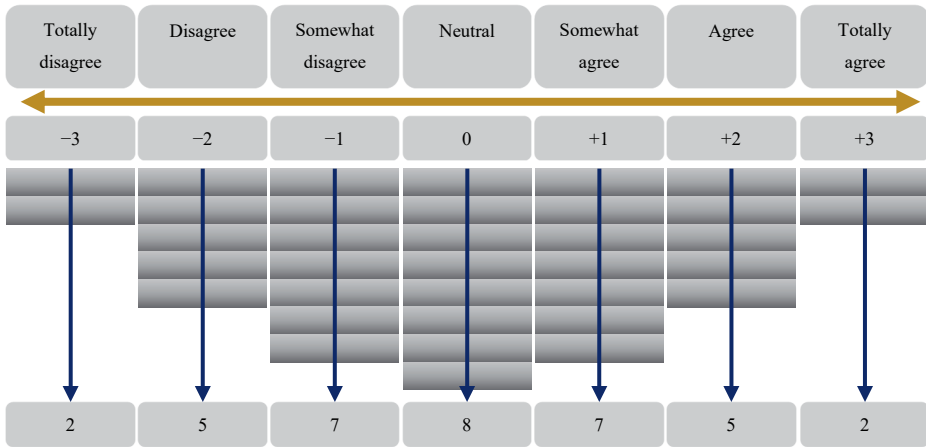 Totally
disagree
Disagree
Somewhat
disagree
Neutral
Somewhat
agree
Agree
Totally
agree
−3
−2
−1
0
+1
+2
+3
2
5
7
8
7
5
2